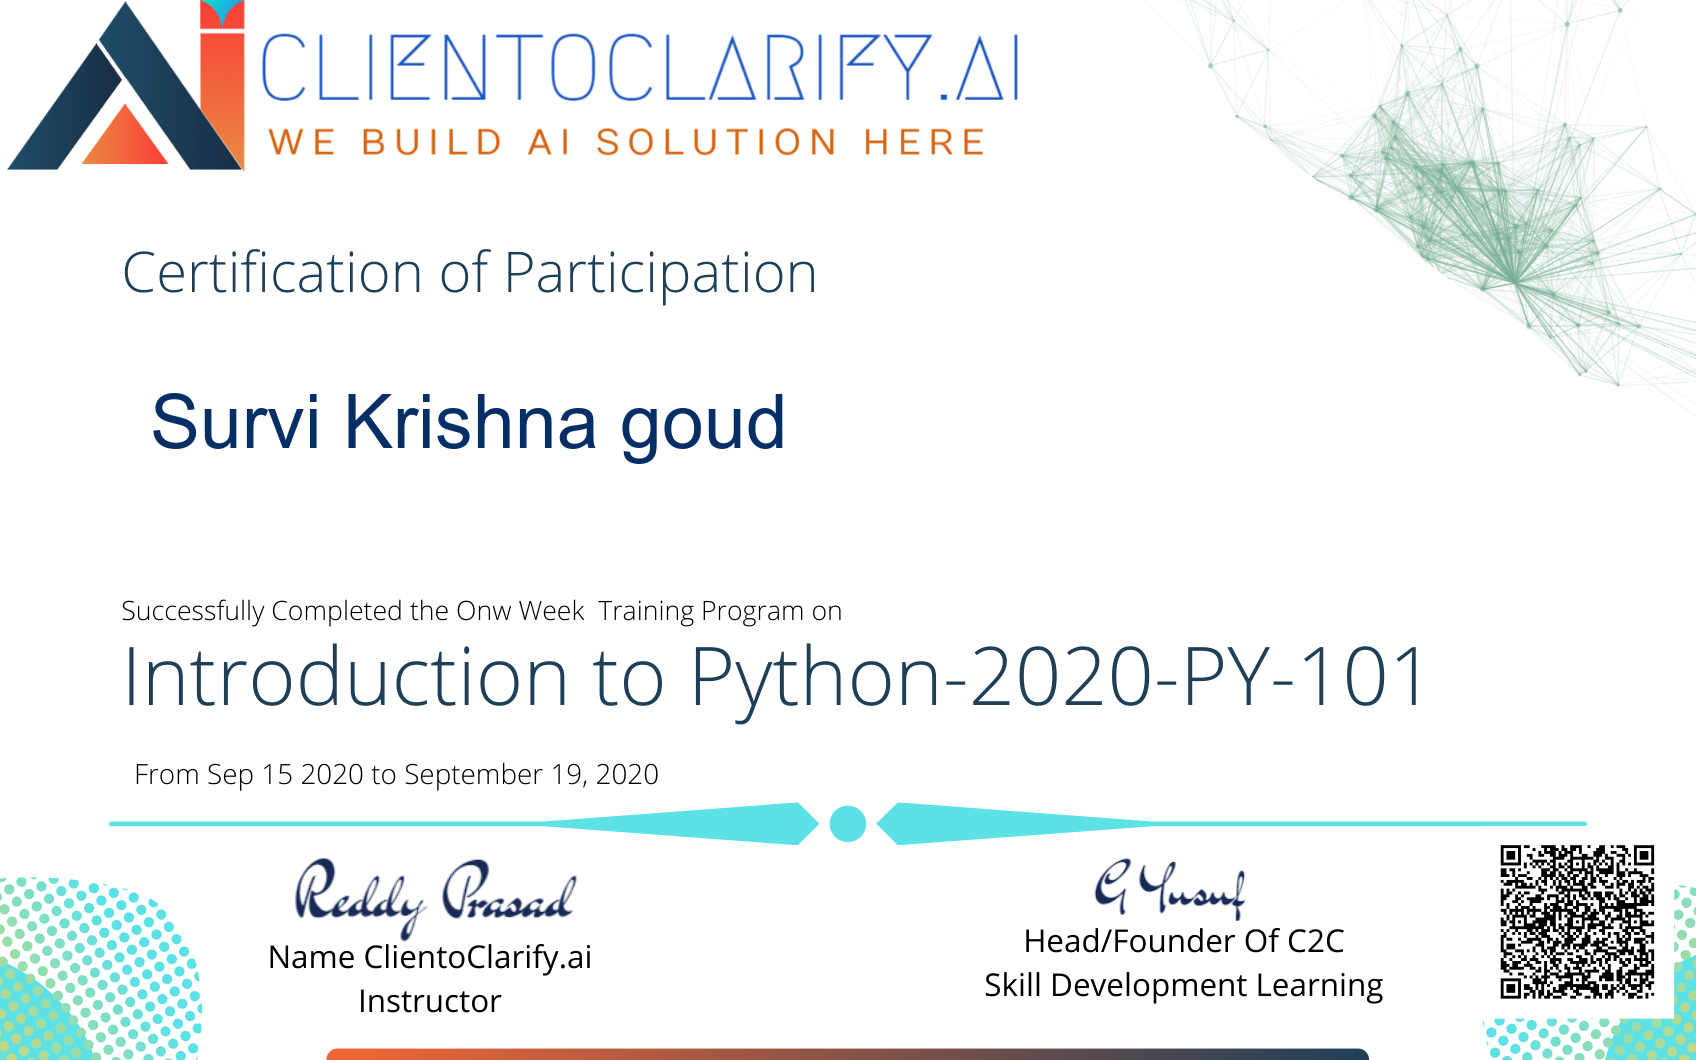 CLIENTOCLARIFY.AI
WE BUILD AI SOLUTION HERE
Certification of Participation
Survi Krishna goud
Successfully Completed the Onw Week Training Program on
Introduction to Python-2020-PY-101
From Sep 15 2020 to September 19, 2020
Reddy Prasad
Name ClientoClarify.ai
Instructor
G Yusuf
Head/Founder Of C2C
Skill Development Learning